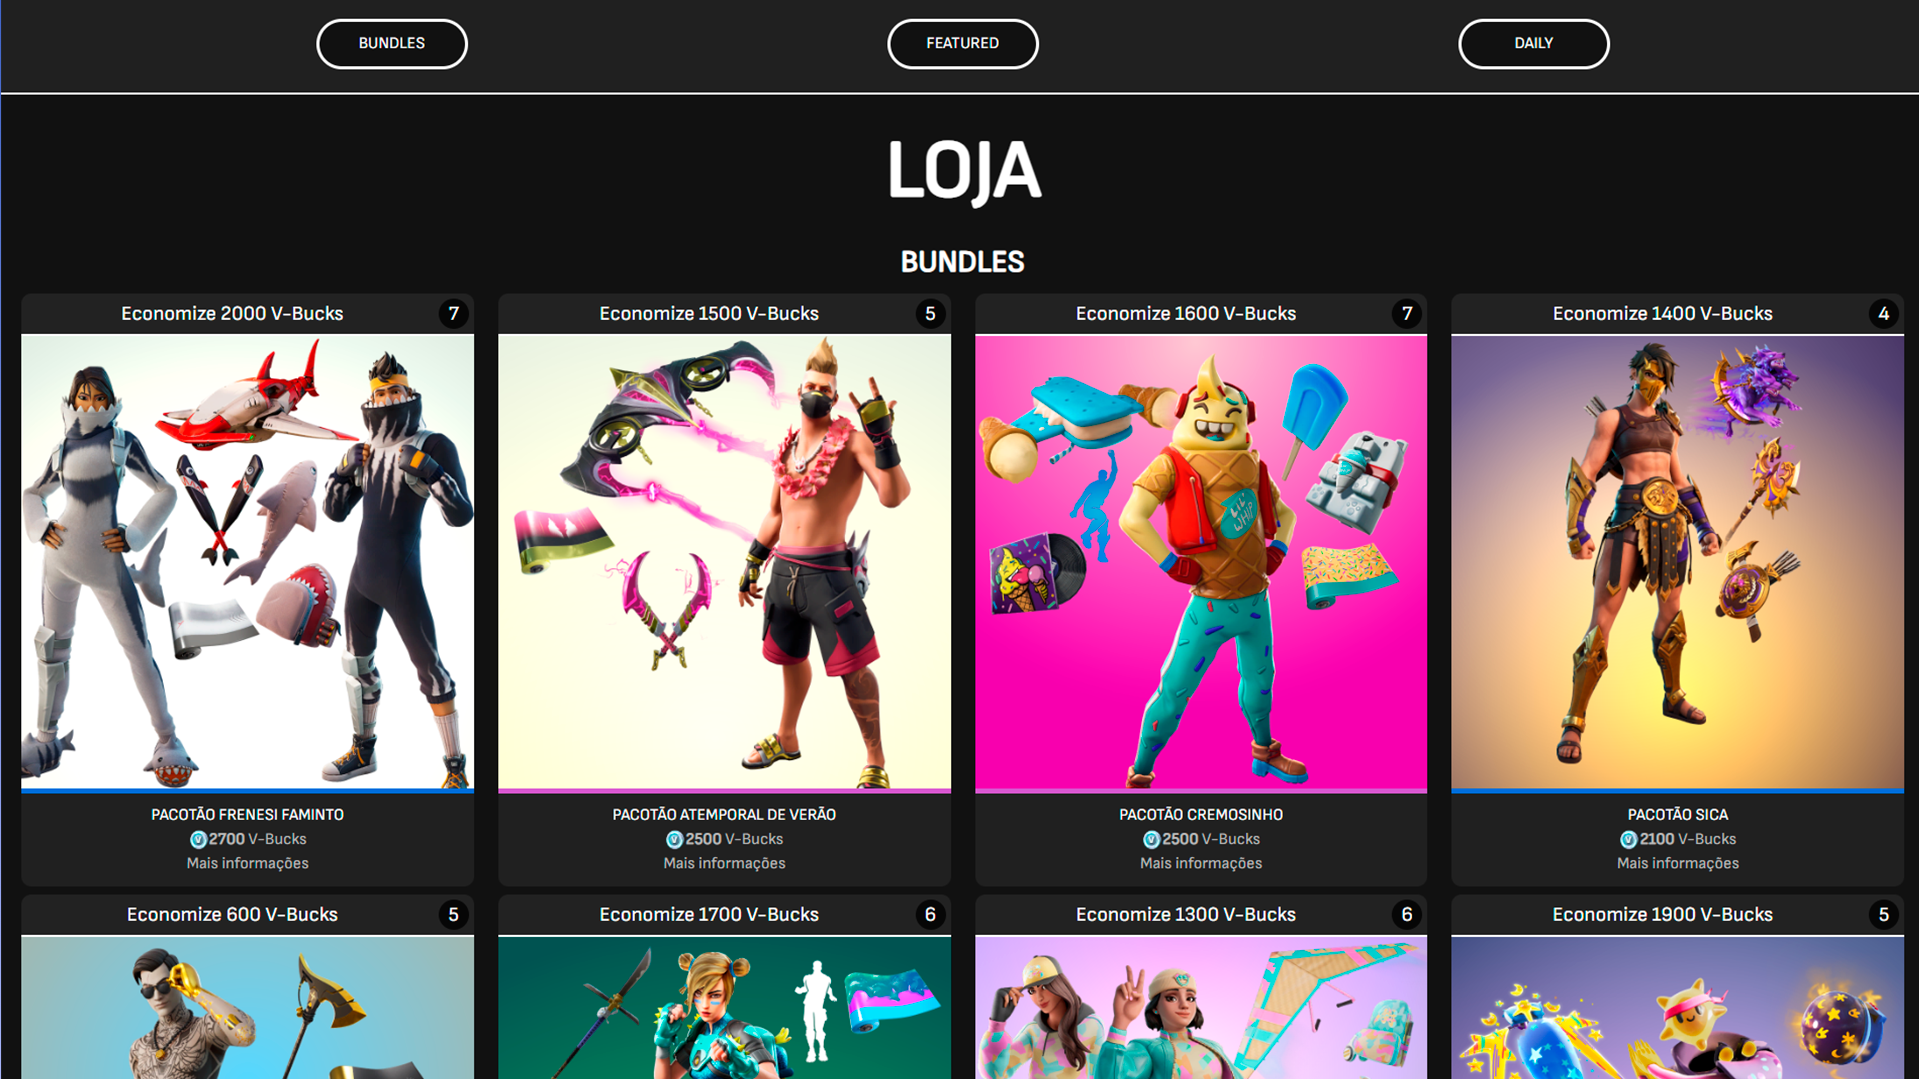 BUNDLES
FEATURED
DAILY
LOJA
BUNDLES
Economize 2000 V-Bucks 7
Economize 1500 V-Bucks 5
Economize 1600 V-Bucks 7
Economize 1400 V-Bucks 4
LIL' WHIP
PACOTÃO FRENESI FAMINTO
2700 V-Bucks
Mais informações
PACOTÃO ATEMPORAL DE VERÃO
2500 V-Bucks
Mais informações
PACOTÃO CREMOSINHO
2500 V-Bucks
Mais informações
PACOTÃO SICA
2100 V-Bucks
Mais informações
Economize 600 V-Bucks 5
Economize 1700 V-Bucks 6
Economize 1300 V-Bucks 6
Economize 1900 V-Bucks 5